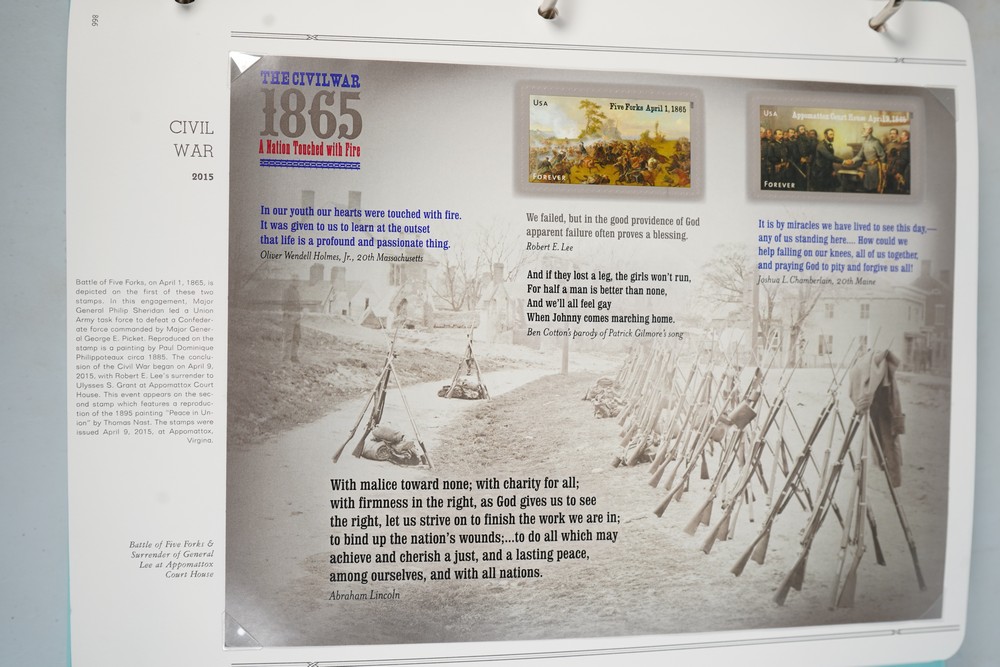 998
CIVIL
WAR
2015
Battle of Five Forks, on April 1, 1865, is
depicted on the first of these two
stamps. In this engagement, Major
General Philip Sheridan led a Union
Army task force to defeat a Confeder-
ate force commanded by Major Gener-
al George E. Picket. Reproduced on the
stamp is a painting by Paul Dominique
Philippoteaux circa 1885. The conclu-
sion of the Civil War began on April 9,
2015, with Robert E. Lee's surrender to
Ulysses S. Grant at Appomattox Court
House. This event appears on the sec-
ond stamp which features a reproduc-
tion of the 1895 painting "Peace in Un-
ion" by Thomas Nast. The stamps were
issued April 9, 2015, at Appomattox,
Virgina.
Battle of Five Forks &
Surrender of General
Lee at Appomattox
Court House
THE CIVIL WAR
1865
A Nation Touched with Fire
In our youth our hearts were touched with fire.
It was given to us to learn at the outset
that life is a profound and passionate thing.
Oliver Wendell Holmes, Jr., 20th Massachusetts
USA
Five Forks April 1, 1865
FOREVER
We failed, but in the good providence of God
apparent failure often proves a blessing.
Robert E. Lee
And if they lost a leg, the girls won't run,
For half a man is better than none,
And we'll all feel gay
When Johnny comes marching home.
Ben Cotton's parody of Patrick Gilmore's song
USA
Appomattox Court House April 9, 1865
FOREVER
It is by miracles we have lived to see this day,—
any of us standing here.... How could we
help falling on our knees, all of us together,
and praying God to pity and forgive us all!
Joshua L. Chamberlain, 20th Maine
With malice toward none; with charity for all;
with firmness in the right, as God gives us to see
the right, let us strive on to finish the work we are in;
to bind up the nation's wounds;...to do all which may
achieve and cherish a just, and a lasting peace,
among ourselves, and with all nations.
Abraham Lincoln